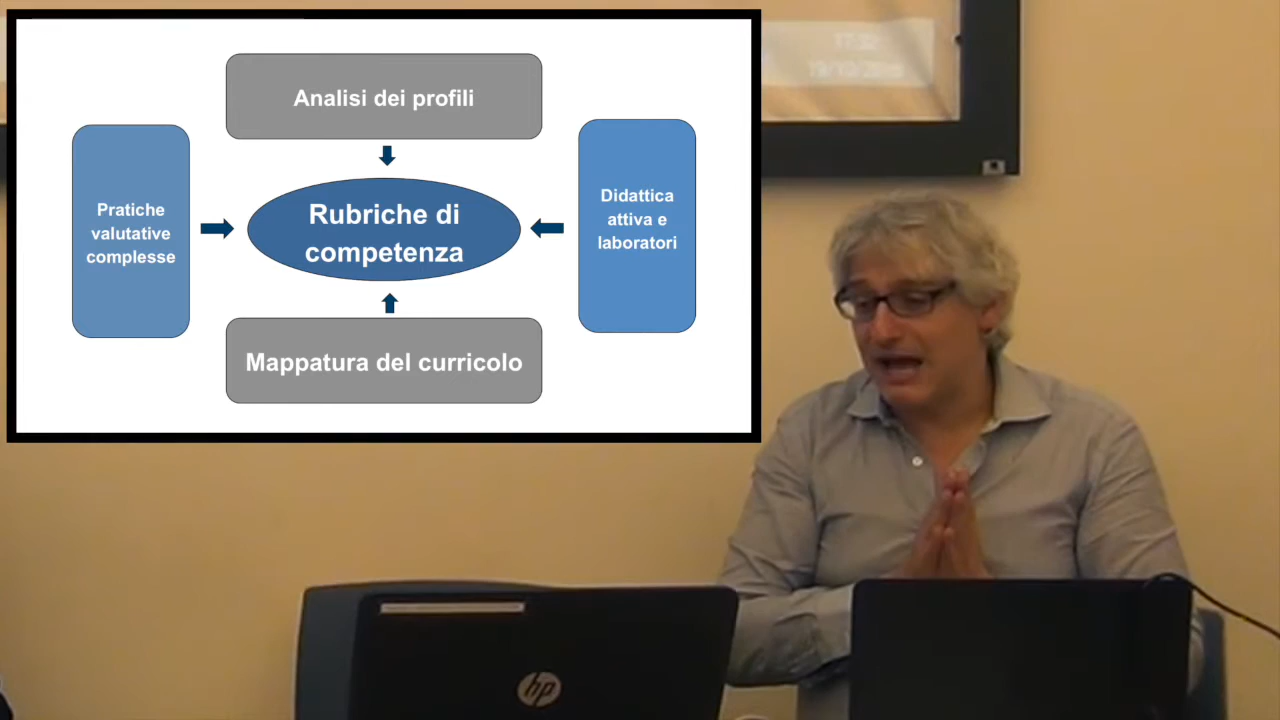 Analisi dei profili
Pratiche
valutative
complesse
Rubriche di
competenza
Didattica
attiva e
laboratori
Mappatura del curricolo
hp